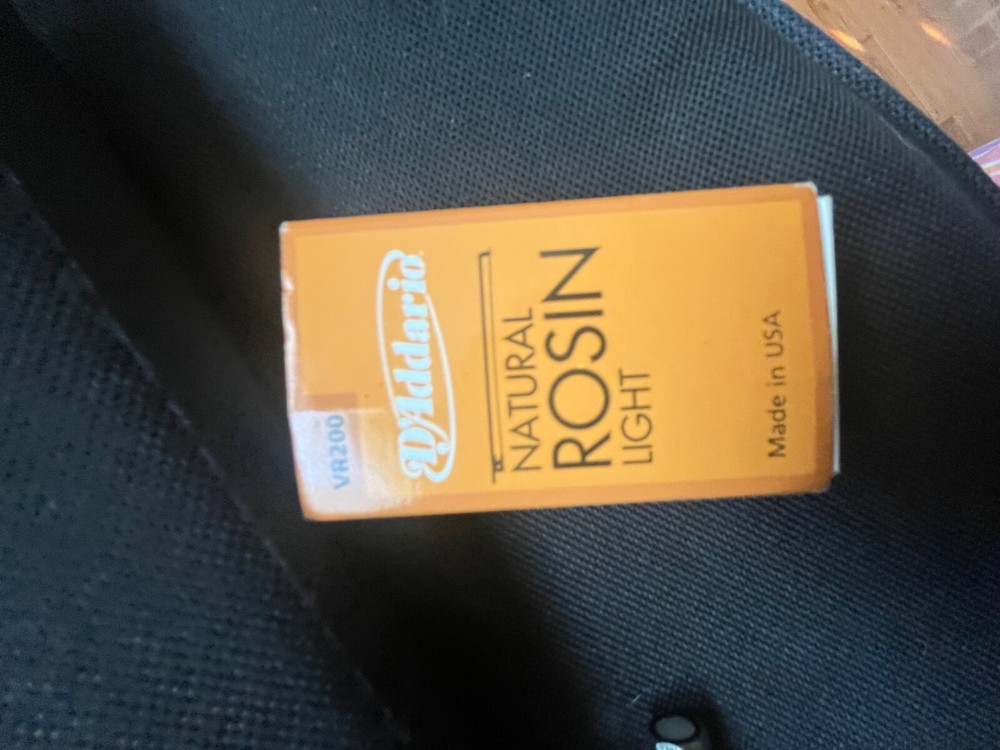 VR200
D'Addario
NATURAL
ROSIN
LIGHT
Made in USA